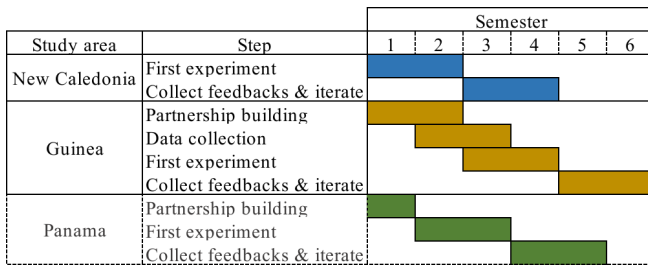 Semester
Study area Step 1 2 3 4 5 6
New Caledonia First experiment
Collect feedbacks & iterate
Guinea Partnership building
Data collection
First experiment
Collect feedbacks & iterate
Panama Partnership building
First experiment
Collect feedbacks & iterate